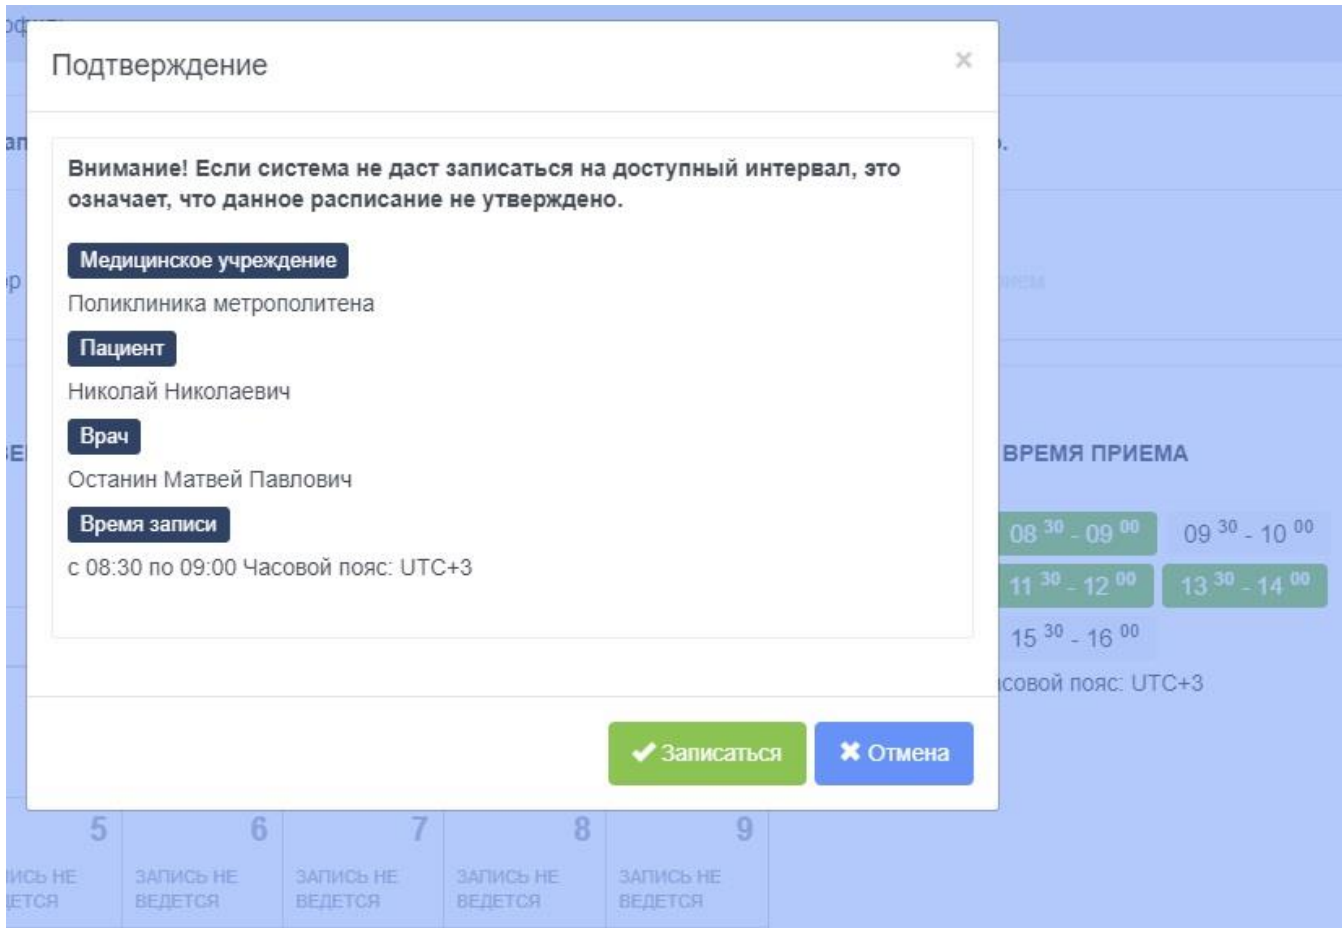 Подтверждение
×
Внимание! Если система не даст записаться на доступный интервал, это
означает, что данное расписание не утверждено.
Медицинское учреждение
Поликлиника метрополитена
Пациент
Николай Николаевич
Врач
Останин Матвей Павлович
Время записи
с 08:30 по 09:00 Часовой пояс: UTC+3
Записаться
Отмена
ВРЕМЯ ПРИЕМА
08 30 - 09 00 09 30 - 10 00
11 30 - 12 00 13 30 - 14 00
15 30 - 16 00
UTC+3
5 6 7 8 9
ЗАПИСЬ НЕ ЗАПИСЬ НЕ ЗАПИСЬ НЕ ЗАПИСЬ НЕ
ВЕДЕТСЯ ВЕДЕТСЯ ВЕДЕТСЯ ВЕДЕТСЯ